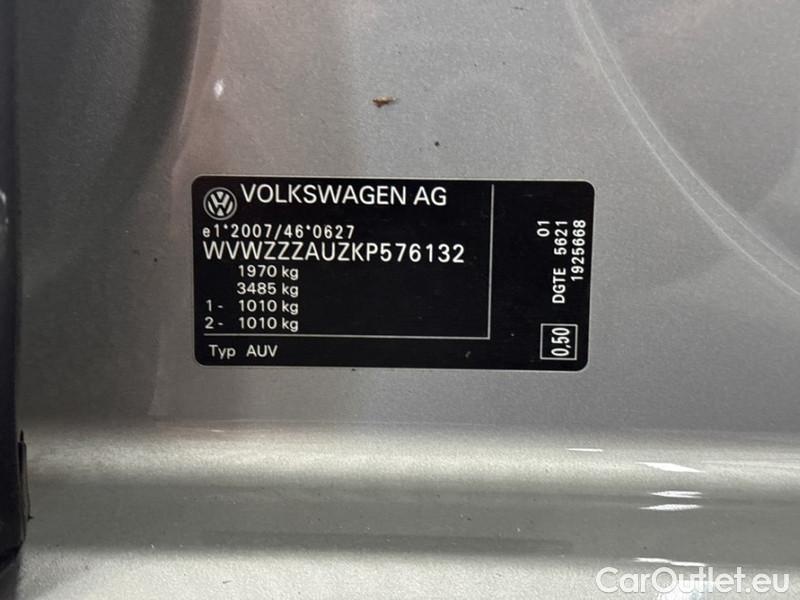 VOLKSWAGEN AG
e1*2007/46*0627
WVWZZZAUZKP576132
1970 kg
3485 kg
1 - 1010 kg
2 - 1010 kg
Typ AUV
01
DGTE 5621
1925668
0,50
CarOutlet.eu